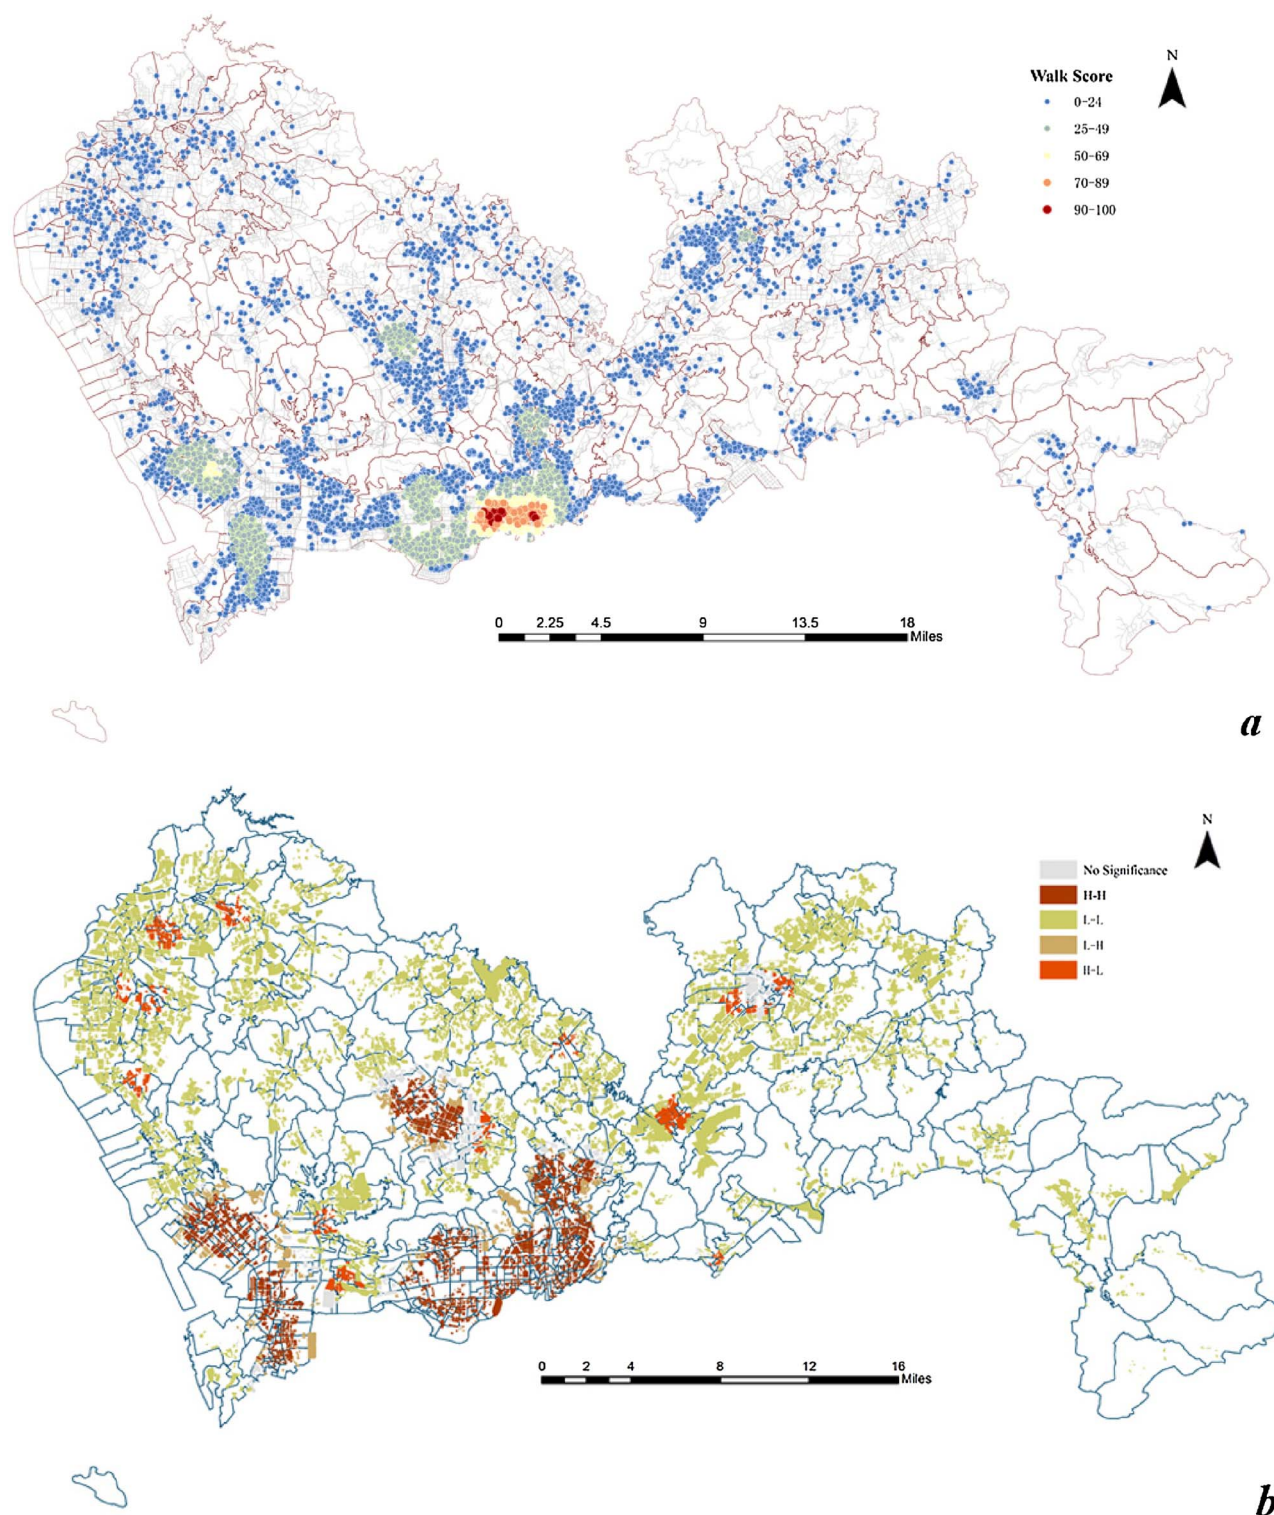 N
Walk Score
0-24
25-49
50-69
70-89
90-100
0 2.25 4.5 9 13.5 18
Miles
a
N
No Significance
H-H
L-L
L-H
H-L
0 2 4 8 12 16
Miles
b